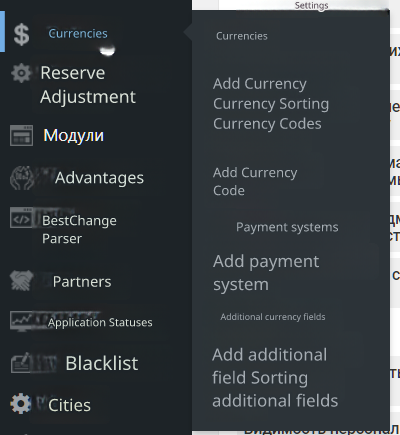 Settings
Currencies
Reserve
Adjustment
Модули
Advantages
BestChange
Parser
Partners
Application Statuses
Blacklist
Cities
Currencies
Add Currency
Currency Sorting
Currency Codes
Add Currency
Code
Payment systems
Add payment
system
Additional currency fields
Add additional
field Sorting
additional fields